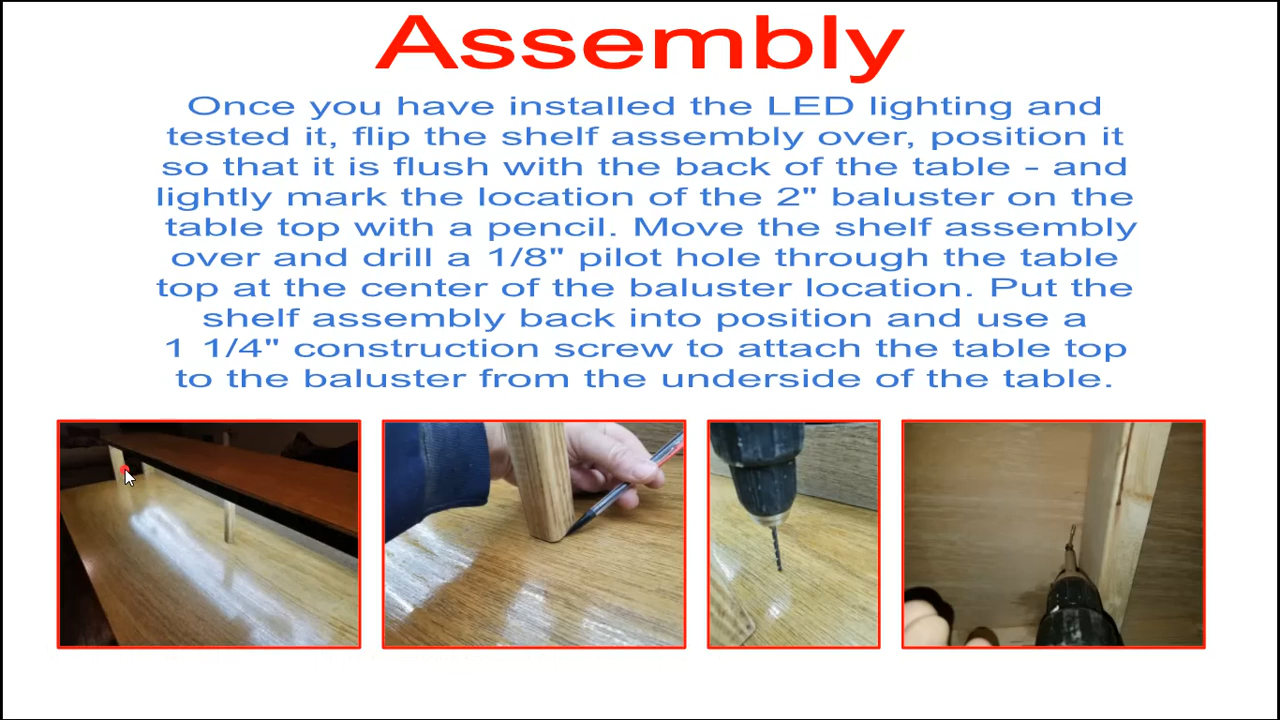 Assembly
Once you have installed the LED lighting and
tested it, flip the shelf assembly over, position it
so that it is flush with the back of the table - and
lightly mark the location of the 2" baluster on the
table top with a pencil. Move the shelf assembly
over and drill a 1/8" pilot hole through the table
top at the center of the baluster location. Put the
shelf assembly back into position and use a
1 1/4" construction screw to attach the table top
to the baluster from the underside of the table.